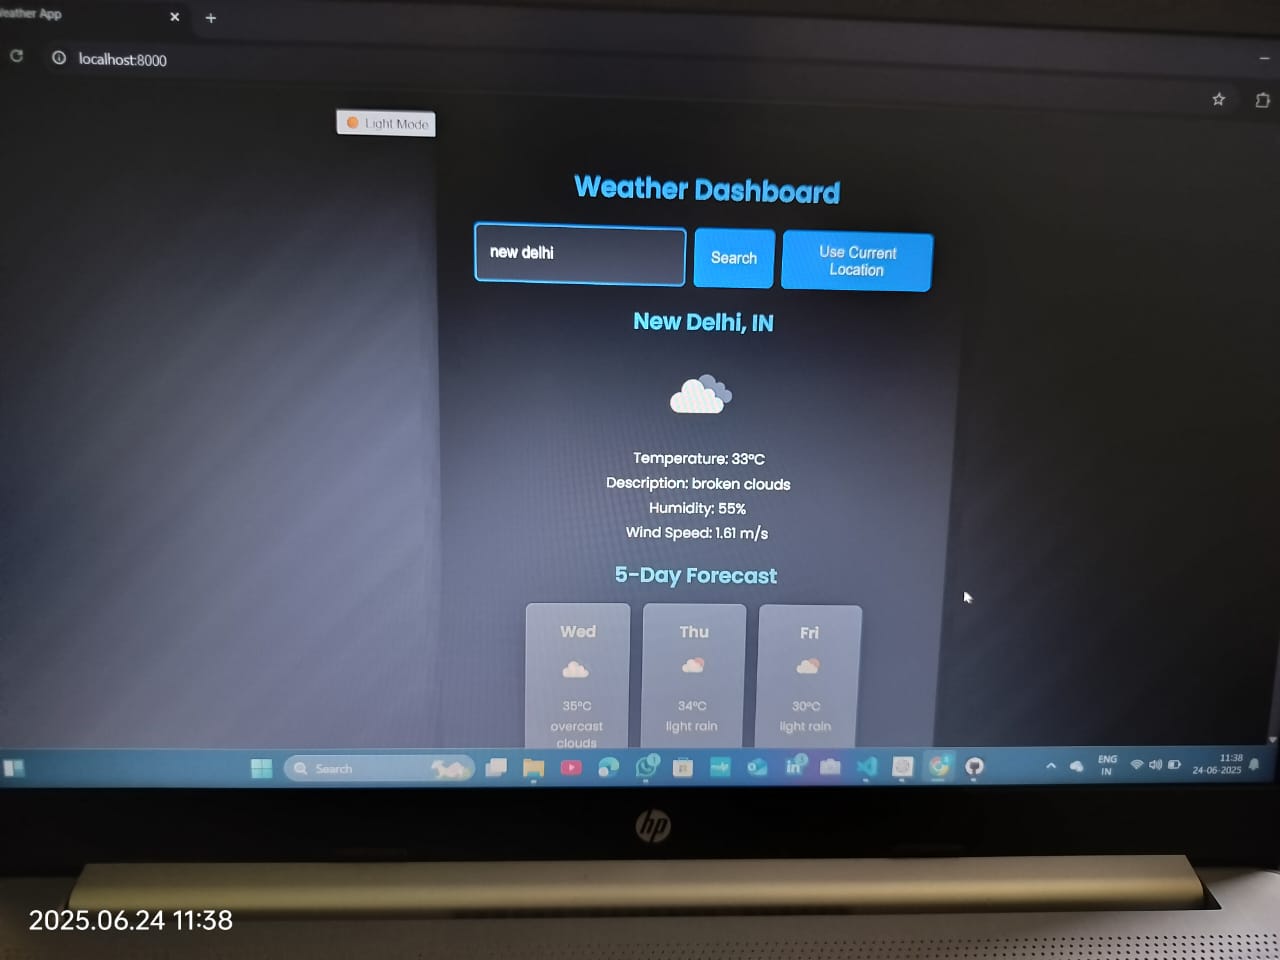 Weather App
localhost:8000
Light Mode
Weather Dashboard
new delhi
Search
Use Current
Location
New Delhi, IN
Temperature: 33°C
Description: broken clouds
Humidity: 55%
Wind Speed: 1.61 m/s
5-Day Forecast
Wed
35°C
overcast
clouds
Thu
34°C
light rain
Fri
30°C
light rain
Search
ENG
IN
11:38
24-06-2025
hp
2025.06.24 11:38